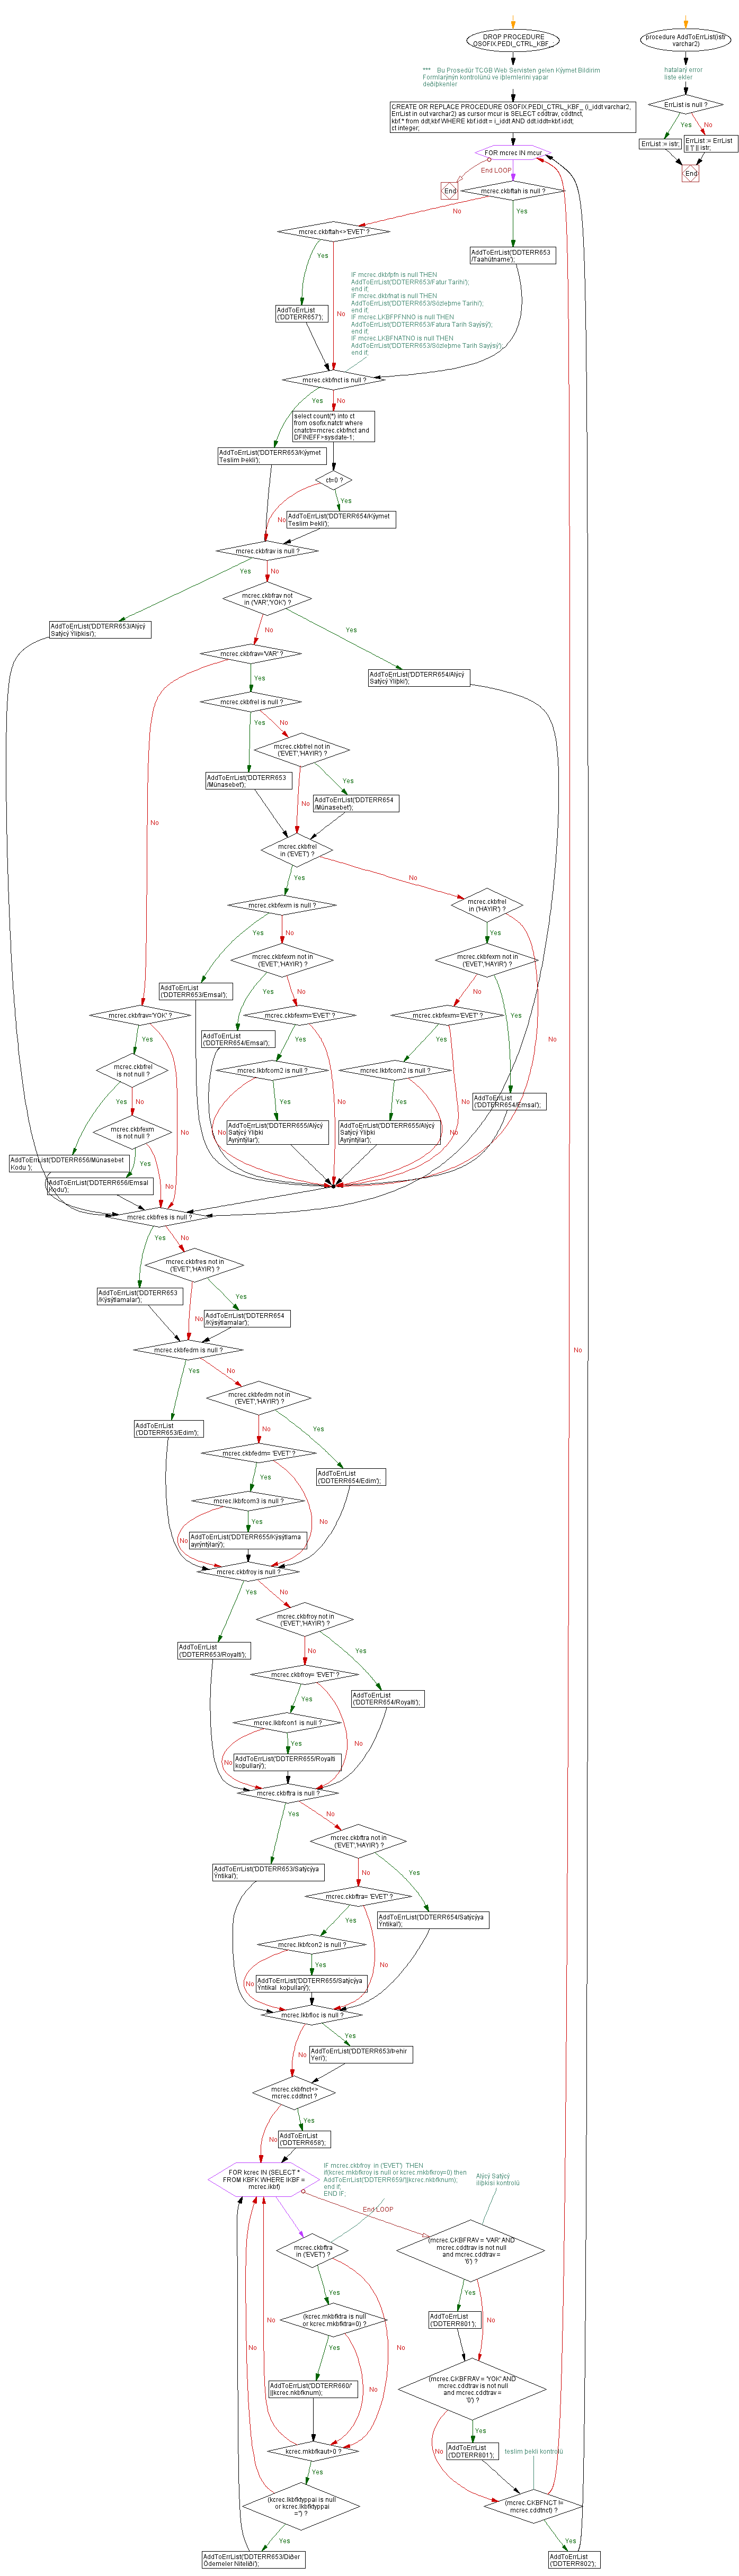 DROP PROCEDURE
OSOFIX.PEDI_CTRL_KBF_;
*** Bu Prosedür TCGB Web Servisten gelen Kýymet Bildirim
Formlarýnýn kontrolünü ve iþlemlerini yapar
deðiþkenler
CREATE OR REPLACE PROCEDURE OSOFIX.PEDI_CTRL_KBF_ (i_iddt varchar2,
ErrList in out varchar2) as cursor mcur is SELECT cddtrav, cddtnct,
kbf.* from ddt,kbf WHERE kbf.iddt = i_iddt AND ddt.iddt=kbf.iddt;
ct integer;
FOR mcrec IN mcur
End LOOP
End
mcrec.ckbftah is null ?
No
Yes
mcrec.ckbftah<>'EVET' ?
AddToErrList('DDTERR653
/Taahütname');
Yes
No
AddToErrList
('DDTERR657');
IF mcrec.dkbfpfn is null THEN
AddToErrList('DDTERR653/Fatur Tarihi');
end if;
IF mcrec.dkbfnat is null THEN
AddToErrList('DDTERR653/Sözleþme Tarihi');
end if;
IF mcrec.LKBFPFNNO is null THEN
AddToErrList('DDTERR653/Fatura Tarih Sayýsý');
end if;
IF mcrec.LKBFNATNO is null THEN
AddToErrList('DDTERR653/Sözleþme Tarih Sayýsý');
end if;
mcrec.ckbfnct is null ?
Yes
No
select count(*) into ct
from osofix.natctr where
cnatctr=mcrec.ckbfnct and
DFINEFF>sysdate-1;
AddToErrList('DDTERR653/Kýymet
Teslim Þekli');
ct=0 ?
Yes
No
AddToErrList('DDTERR654/Kýymet
Teslim Þekli');
mcrec.ckbfrav is null ?
Yes
No
mcrec.ckbfrav not
in ('VAR','YOK') ?
AddToErrList('DDTERR653/Alýcý
Satýcý Ýliþkisi');
No
Yes
mcrec.ckbfrav='VAR' ?
AddToErrList('DDTERR654/Alýcý
Satýcý Ýliþki');
Yes
mcrec.ckbfrel is null ?
Yes
No
mcrec.ckbfrel not in
('EVET','HAYIR') ?
AddToErrList('DDTERR653
/Münasebet');
Yes
No
AddToErrList('DDTERR654
/Münasebet');
No
mcrec.ckbfrel
in ('EVET') ?
Yes
No
mcrec.ckbfexm is null ?
mcrec.ckbfrel
in ('HAYIR') ?
Yes
No
Yes
mcrec.ckbfexm not in
('EVET','HAYIR') ?
mcrec.ckbfexm not in
('EVET','HAYIR') ?
AddToErrList
('DDTERR653/Emsal');
Yes
No
No
Yes
mcrec.ckbfrav='YOK' ?
mcrec.ckbfexm='EVET' ?
mcrec.ckbfexm='EVET' ?
AddToErrList
('DDTERR654/Emsal');
Yes
Yes
Yes
No
mcrec.ckbfrel
is not null ?
mcrec.lkbfcom2 is null ?
mcrec.lkbfcom2 is null ?
Yes
No
Yes
No
Yes
AddToErrList
('DDTERR654/Emsal');
mcrec.ckbfexm
is not null ?
No
No
AddToErrList('DDTERR655/Alýcý
Satýcý Ýliþki
Ayrýntýlar');
AddToErrList('DDTERR655/Alýcý
Satýcý Ýliþki
Ayrýntýlar');
No
AddToErrList('DDTERR656/Münasebet
Kodu ');
Yes
AddToErrList('DDTERR656/Emsal
Kodu');
No
mcrec.ckbfres is null ?
Yes
No
mcrec.ckbfres not in
('EVET','HAYIR') ?
AddToErrList('DDTERR653
/Kýsýtlamalar');
Yes
No
AddToErrList('DDTERR654
/Kýsýtlamalar');
No
mcrec.ckbfedm is null ?
Yes
No
mcrec.ckbfedm not in
('EVET','HAYIR') ?
AddToErrList
('DDTERR653/Edim');
No
Yes
mcrec.ckbfedm= 'EVET' ?
AddToErrList
('DDTERR654/Edim');
Yes
mcrec.lkbfcom3 is null ?
Yes
No
No
AddToErrList('DDTERR655/Kýsýtlama
ayrýntýlarý');
mcrec.ckbfroy is null ?
Yes
No
mcrec.ckbfroy not in
('EVET','HAYIR') ?
AddToErrList
('DDTERR653/Royalti');
No
Yes
mcrec.ckbfroy= 'EVET' ?
AddToErrList
('DDTERR654/Royalti');
Yes
mcrec.lkbfcon1 is null ?
Yes
No
No
AddToErrList('DDTERR655/Royalti
koþullarý');
mcrec.ckbftra is null ?
Yes
No
mcrec.ckbftra not in
('EVET','HAYIR') ?
AddToErrList('DDTERR653/Satýcýya
Ýntikal');
No
Yes
mcrec.ckbftra= 'EVET' ?
AddToErrList('DDTERR654/Satýcýya
Ýntikal');
Yes
mcrec.lkbfcon2 is null ?
Yes
No
No
AddToErrList('DDTERR655/Satýcýya
Ýntikal koþullarý');
mcrec.lkbfloc is null ?
Yes
No
AddToErrList('DDTERR653/Þehir
Yeri');
mcrec.ckbfnct<>
mcrec.cddtnct ?
Yes
No
AddToErrList
('DDTERR658');
FOR kcrec IN (SELECT *
FROM KBFK WHERE IKBF =
mcrec.ikbf)
IF mcrec.ckbfroy in ('EVET') THEN
if(kcrec.mkbfkroy is null or kcrec.mkbfkroy=0) then
AddToErrList('DDTERR659/'||kcrec.nkbfknum);
end if;
END IF;
Alýcý Satýcý
iliþkisi kontrolü
End LOOP
mcrec.ckbftra
in ('EVET') ?
(mcrec.CKBFRAV = 'VAR' AND
mcrec.cddtrav is not null
and mcrec.cddtrav =
'6') ?
Yes
Yes
No
(kcrec.mkbfktra is null
or kcrec.mkbfktra=0) ?
AddToErrList
('DDTERR801');
No
No
No
Yes
No
AddToErrList('DDTERR660/'
||kcrec.nkbfknum);
(mcrec.CKBFRAV = 'YOK' AND
mcrec.cddtrav is not null
and mcrec.cddtrav =
'0') ?
Yes
No
kcrec.mkbfkaut>0 ?
AddToErrList
('DDTERR801');
teslim þekli kontrolü
Yes
(kcrec.lkbfktyppai is null
or kcrec.lkbfktyppai
='') ?
(mcrec.CKBFNCT !=
mcrec.cddtnct) ?
Yes
Yes
AddToErrList('DDTERR653/Diðer
Ödemeler Niteliði');
AddToErrList
('DDTERR802');
No
procedure AddToErrList(istr
varchar2)
hatalarý error
liste ekler
ErrList is null ?
Yes
No
ErrList := istr;
ErrList := ErrList
|| '|' || istr;
End